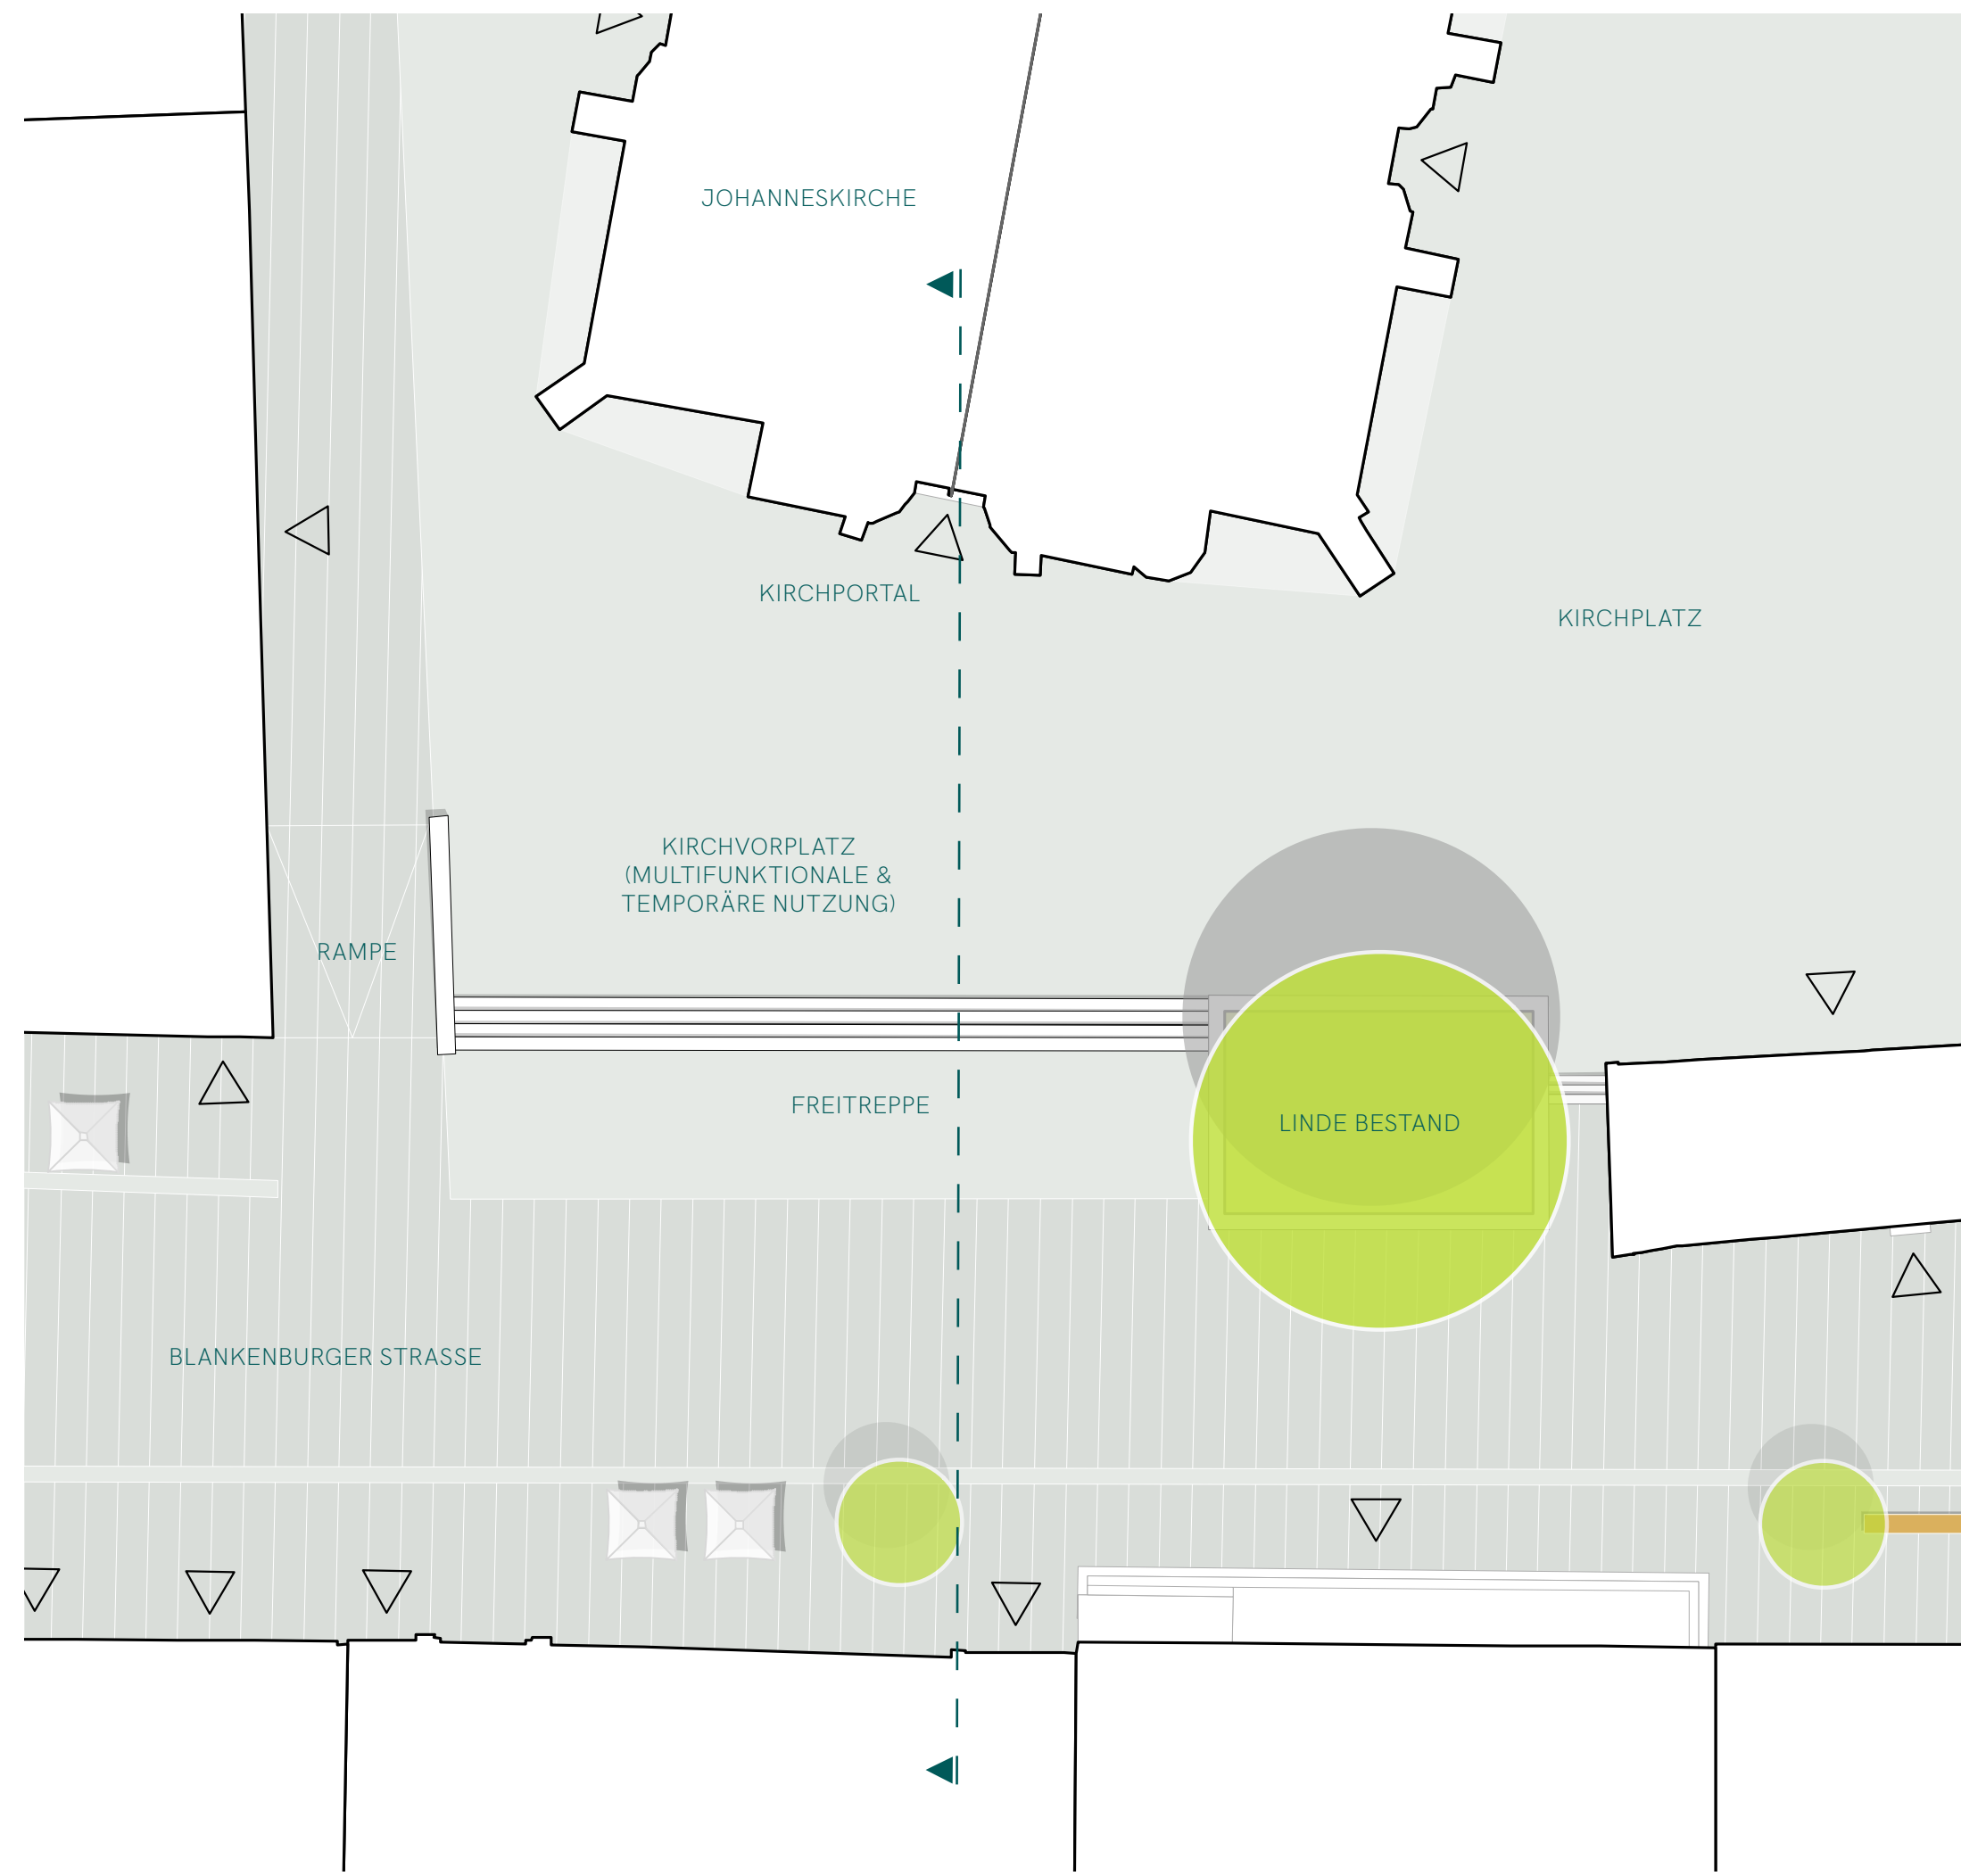 JOHANNESKIRCHE
KIRCHPORTAL
KIRCHPLATZ
KIRCHVORPLATZ
(MULTIFUNKTIONALE &
TEMPORÄRE NUTZUNG)
RAMPE
FREITREPPE
LINDE BESTAND
BLANKENBURGER STRASSE